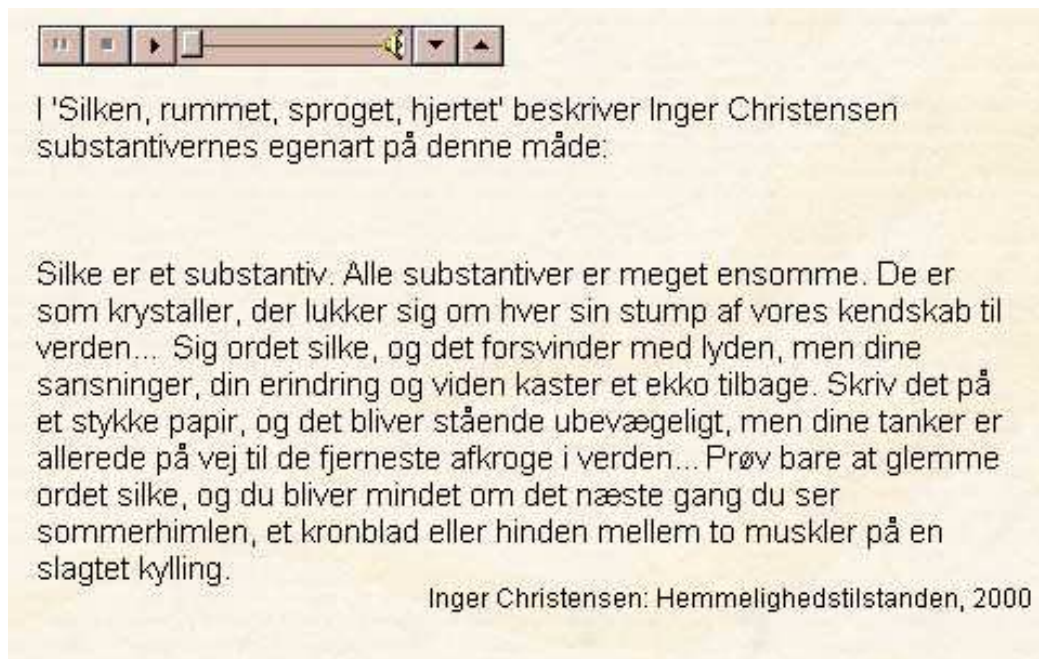 I 'Silken, rummet, sproget, hjertet' beskriver Inger Christensen
substantivernes egenart på denne måde:
Silke er et substantiv. Alle substantiver er meget ensomme. De er
som krystaller, der lukker sig om hver sin stump af vores kendskab til
verden... Sig ordet silke, og det forsvinder med lyden, men dine
sansninger, din erindring og viden kaster et ekko tilbage. Skriv det på
et stykke papir, og det bliver stående ubevægeligt, men dine tanker er
allerede på vej til de fjerneste afkroge i verden... Prøv bare at glemme
ordet silke, og du bliver mindet om det næste gang du ser
sommerhimlen, et kronblad eller hinden mellem to muskler på en
slagtet kylling.
Inger Christensen: Hemmelighedstilstanden, 2000